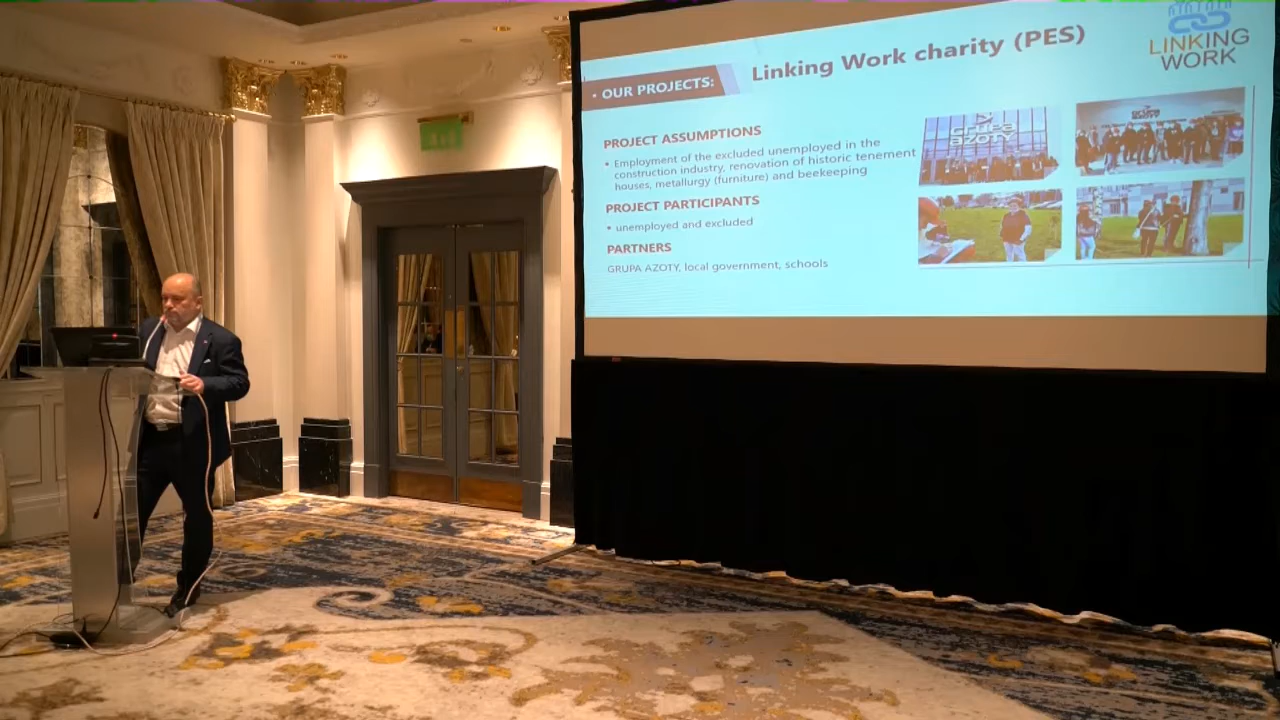 • OUR PROJECTS:
Linking Work charity (PES)
LINKING
WORK
PROJECT ASSUMPTIONS
• Employment of the excluded unemployed in the
construction industry, renovation of historic tenement
houses, metallurgy (furniture) and beekeeping
PROJECT PARTICIPANTS
• unemployed and excluded
PARTNERS
GRUPA AZOTY, local government, schools
GRUPA
AZOTY
GRUPA
AZOTY